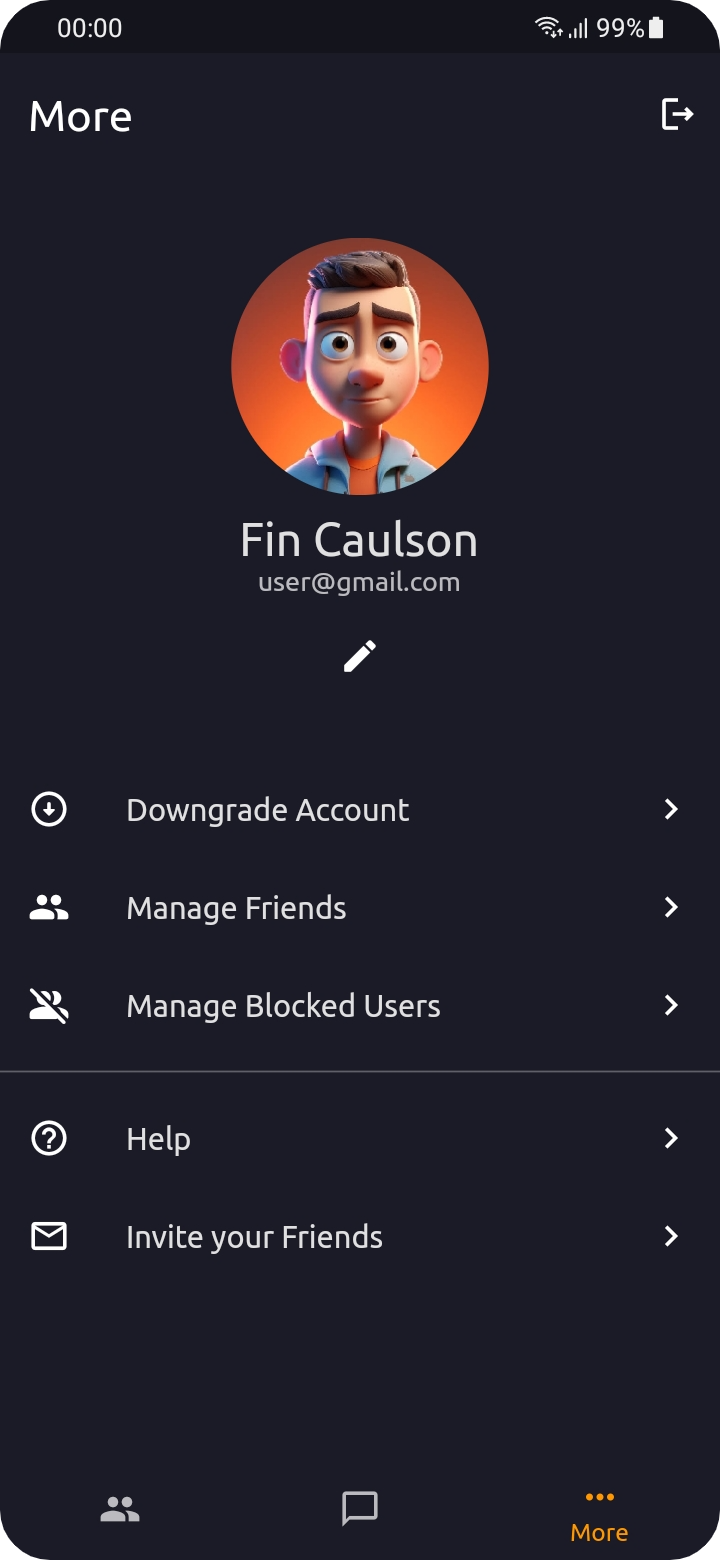 00:00 99%
More
Fin Caulson
user@gmail.com
Downgrade Account
Manage Friends
Manage Blocked Users
Help
Invite your Friends
More